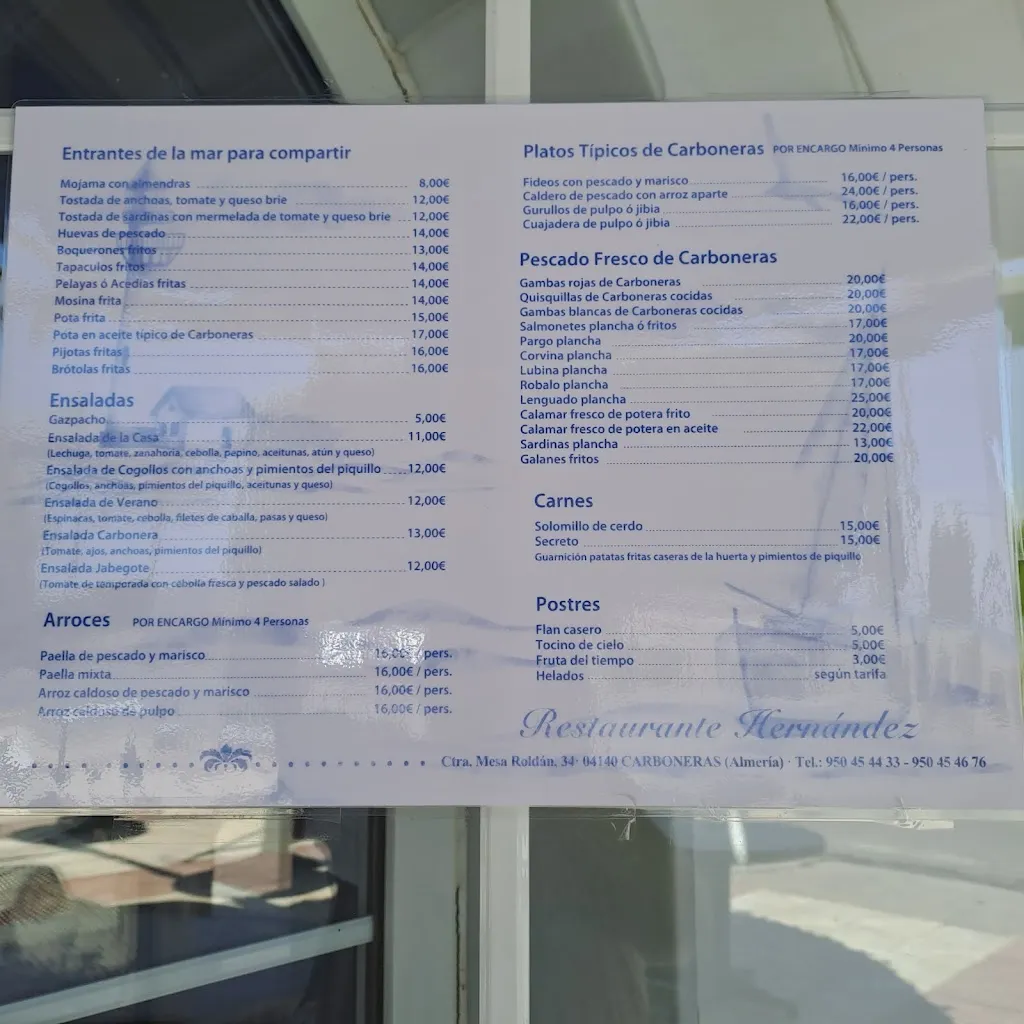 Entrantes de la mar para compartir
Mojama con almendras 8,00€
Tostada de anchoas, tomate y queso brie 12,00€
Tostada de sardinas con mermelada de tomate y queso brie 12,00€
Huevas de pescado 14,00€
Boquerones fritos 13,00€
Tapaculos fritos 14,00€
Pelayas ó Acedias fritas 14,00€
Mosina frita 14,00€
Pota frita 15,00€
Pota en aceite típico de Carboneras 17,00€
Pijotas fritas 16,00€
Brótolas fritas 16,00€
Ensaladas
Gazpacho 5,00€
Ensalada de la Casa 11,00€
(Lechuga, tomate, zanahoria, cebolla, pepino, aceitunas, atún y queso)
Ensalada de Cogollos con anchoas y pimientos del piquillo 12,00€
(Cogollos, anchoas, pimientos del piquillo, aceitunas y queso)
Ensalada de Verano 12,00€
(Espinacas, tomate, cebolla, filetes de caballa, pasas y queso)
Ensalada Carbonera 13,00€
(Tomate, ajos, anchoas, pimientos del piquillo)
Ensalada Jabegote 12,00€
(Tomate de temporada con cebolla fresca y pescado salado )
Arroces POR ENCARGO Mínimo 4 Personas
Paella de pescado y marisco 16,00€ / pers.
Paella mixta 16,00€ / pers.
Arroz caldoso de pescado y marisco 16,00€ / pers.
Arroz caldoso de pulpo 16,00€ / pers.
Platos Típicos de Carboneras POR ENCARGO Mínimo 4 Personas
Fideos con pescado y marisco 16,00€ / pers.
Caldero de pescado con arroz aparte 24,00€ / pers.
Gurullos de pulpo ó jibia 16,00€ / pers.
Cuajadera de pulpo ó jibia 22,00€ / pers.
Pescado Fresco de Carboneras
Gambas rojas de Carboneras 20,00€
Quisquillas de Carboneras cocidas 20,00€
Gambas blancas de Carboneras cocidas 20,00€
Salmonetes plancha ó fritos 17,00€
Pargo plancha 20,00€
Corvina plancha 17,00€
Lubina plancha 17,00€
Robalo plancha 17,00€
Lenguado plancha 25,00€
Calamar fresco de potera frito 20,00€
Calamar fresco de potera en aceite 22,00€
Sardinas plancha 13,00€
Galanes fritos 20,00€
Carnes
Solomillo de cerdo 15,00€
Secreto 15,00€
Guarnición patatas fritas caseras de la huerta y pimientos de piquillo
Postres
Flan casero 5,00€
Tocino de cielo 5,00€
Fruta del tiempo 3,00€
Helados según tarifa
Restaurante Hernández
Ctra. Mesa Roldán, 34· 04140 CARBONERAS (Almería) · Tel.: 950 45 44 33 - 950 45 46 76